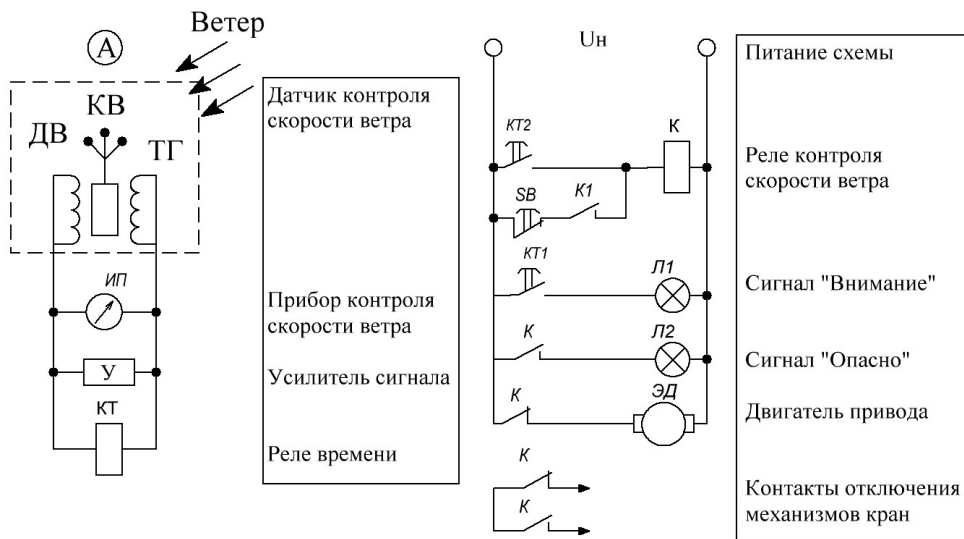 А
Ветер
КВ
ДВ
ТГ
ИП
У
КТ
Датчик контроля
скорости ветра
Прибор контроля
скорости ветра
Усилитель сигнала
Реле времени
Uн
КТ2
К
SB
К1
КТ1
Л1
К
Л2
К
ЭД
К
К
Питание схемы
Реле контроля
скорости ветра
Сигнал "Внимание"
Сигнал "Опасно"
Двигатель привода
Контакты отключения
механизмов кран